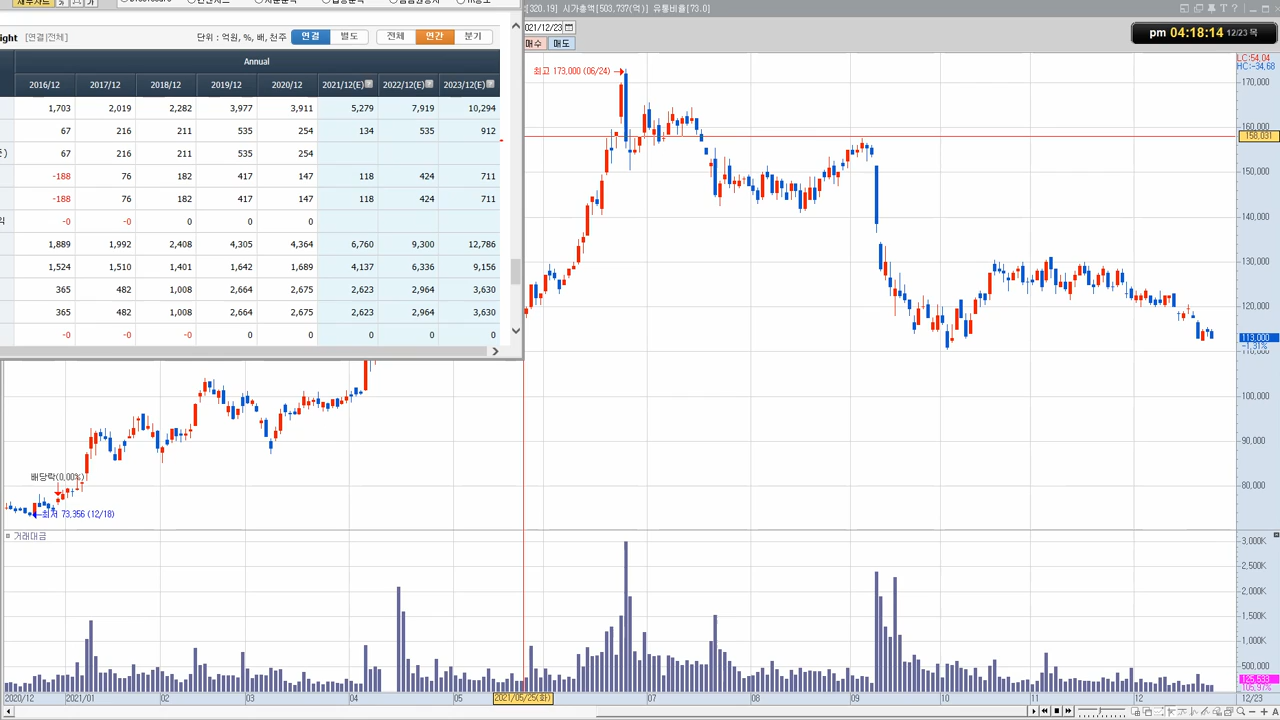 [320.19] 시가총액[503,737(억)] 유통비율[73.0]
pm 04:18:14 12/23 목
ight [연결|전체] 단위 : 억원, %, 배, 천주 연결 별도 전체 연간 분기
021/12/23
매수 매도
Annual
2016/12 2017/12 2018/12 2019/12 2020/12 2021/12(E) 2022/12(E) 2023/12(E)
1,703 2,019 2,282 3,977 3,911 5,279 7,919 10,294
67 216 211 535 254 134 535 912
67 216 211 535 254
-188 76 182 417 147 118 424 711
-188 76 182 417 147 118 424 711
-0 -0 0 0 0 0 0
1,889 1,992 2,408 4,305 4,364 6,760 9,300 12,786
1,524 1,510 1,401 1,642 1,689 4,137 6,336 9,156
365 482 1,008 2,664 2,675 2,623 2,964 3,630
365 482 1,008 2,664 2,675 2,623 2,964 3,630
-0 -0 -0 0 0 0 0 0
최고 173,000 (06/24)
LC:54.04
HC:-34.68
170,000
160,000
158,031
150,000
140,000
130,000
120,000
113,000
-1.31%
110,000
100,000
90,000
80,000
배당락(0.00%)
최저 73,356 (12/18)
거래대금
3,000K
2,500K
2,000K
1,500K
1,000K
500,000
125,533
105.97%
2020/12 2021/01 02 03 04 05 2021/05/25(화) 07 08 09 10 11 12 12/23